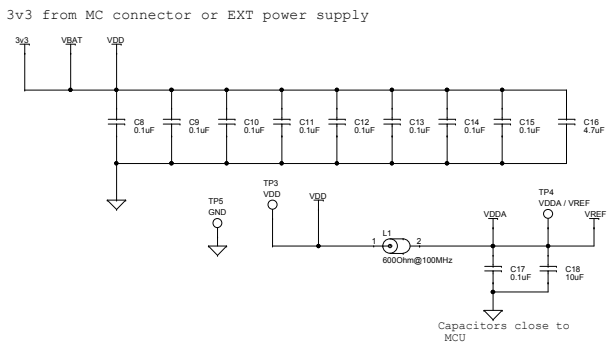 3v3 from MC connector or EXT power supply
3v3 VBAT VDD
C8 C9 C10 C11 C12 C13 C14 C15 C16
0.1uF 0.1uF 0.1uF 0.1uF 0.1uF 0.1uF 0.1uF 0.1uF 4.7uF
TP5
GND
TP3
VDD
VDD
L1
1 2
600Ohm@100MHz
VDDA
TP4
VDDA / VREF
VREF
C17
0.1uF
C18
10uF
Capacitors close to
MCU